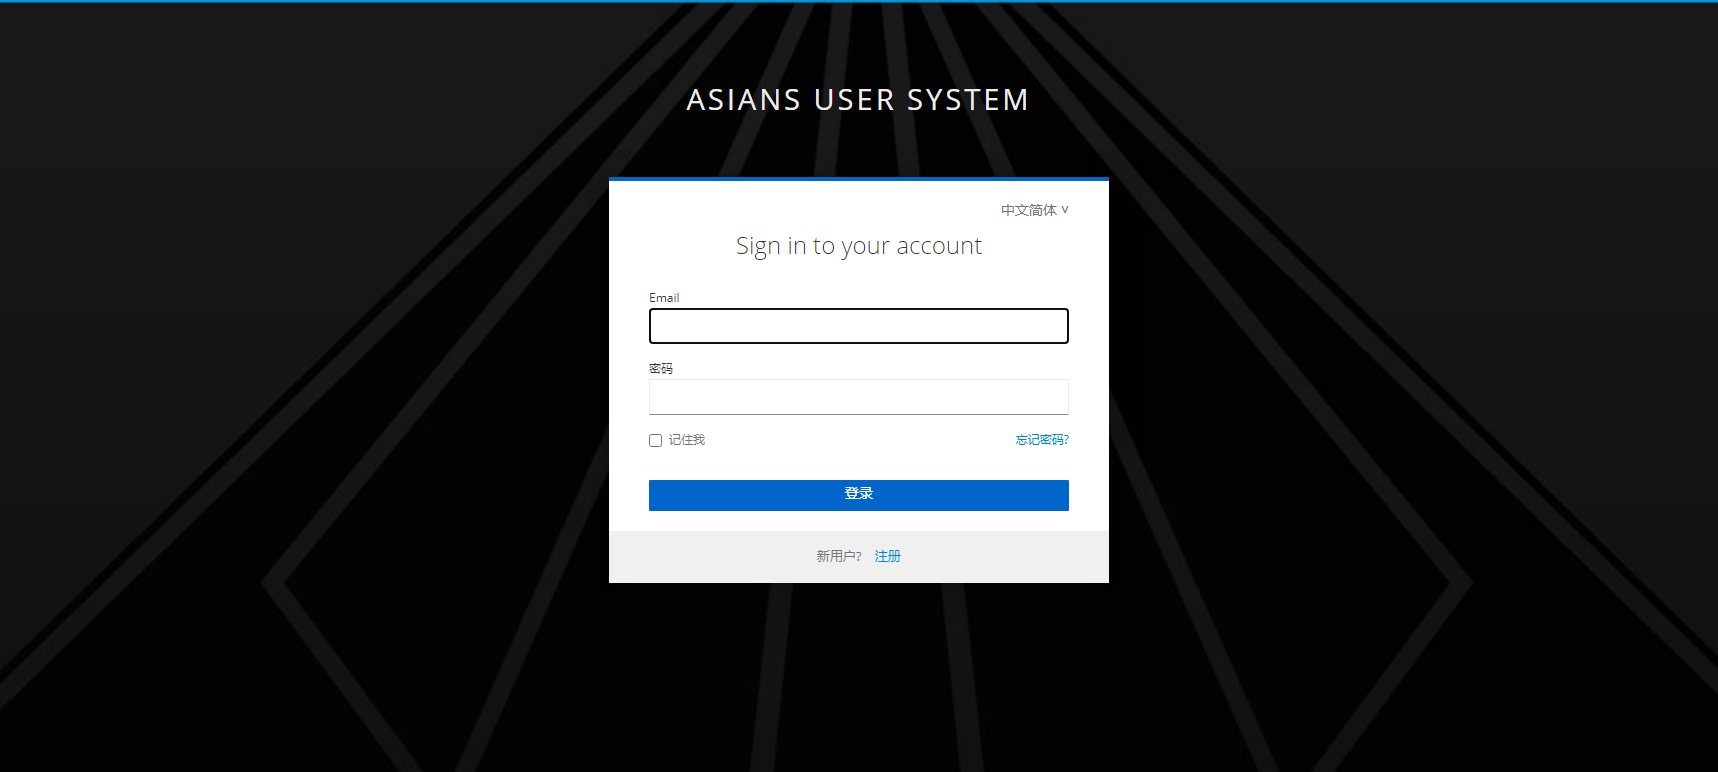 ASIANS USER SYSTEM
中文简体 ˅
Sign in to your account
Email
密码
记住我 忘记密码?
登录
新用户? 注册